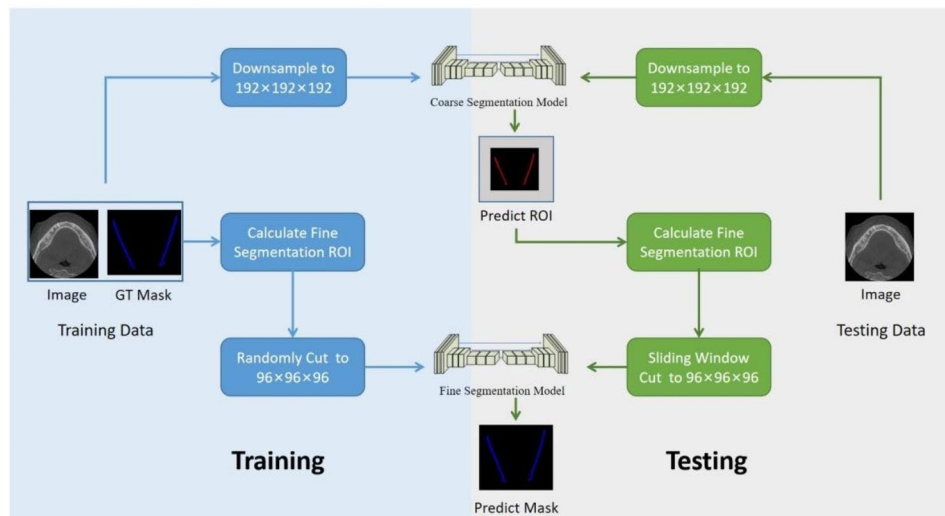 Downsample to
192×192×192
Coarse Segmentation Model
Downsample to
192×192×192
Predict ROI
Calculate Fine
Segmentation ROI
Calculate Fine
Segmentation ROI
Image
GT Mask
Training Data
Image
Testing Data
Randomly Cut to
96×96×96
Fine Segmentation Model
Sliding Window
Cut to 96×96×96
Training
Testing
Predict Mask